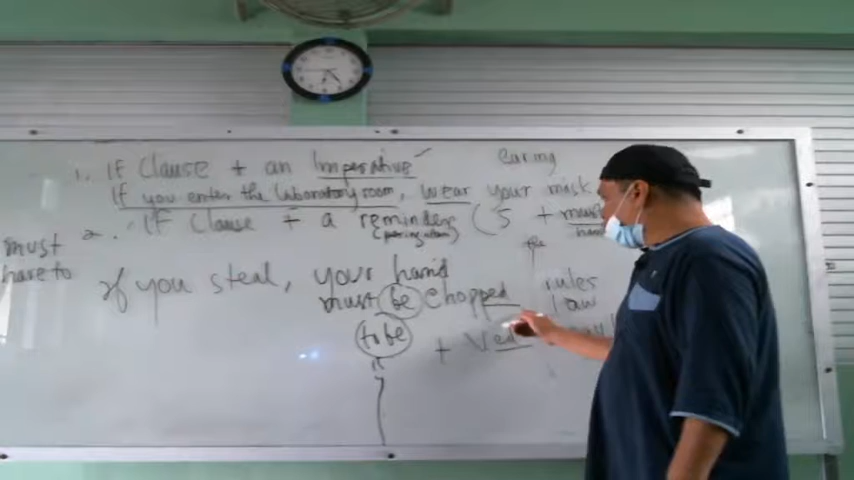 1. If Clause + an Imperative
caring
If you enter the laboratory room, wear your mask
2. If Clause + a reminder (S + must
must
have to
If you steal, your hand
must be chopped
rules
law
to be
+ Ved